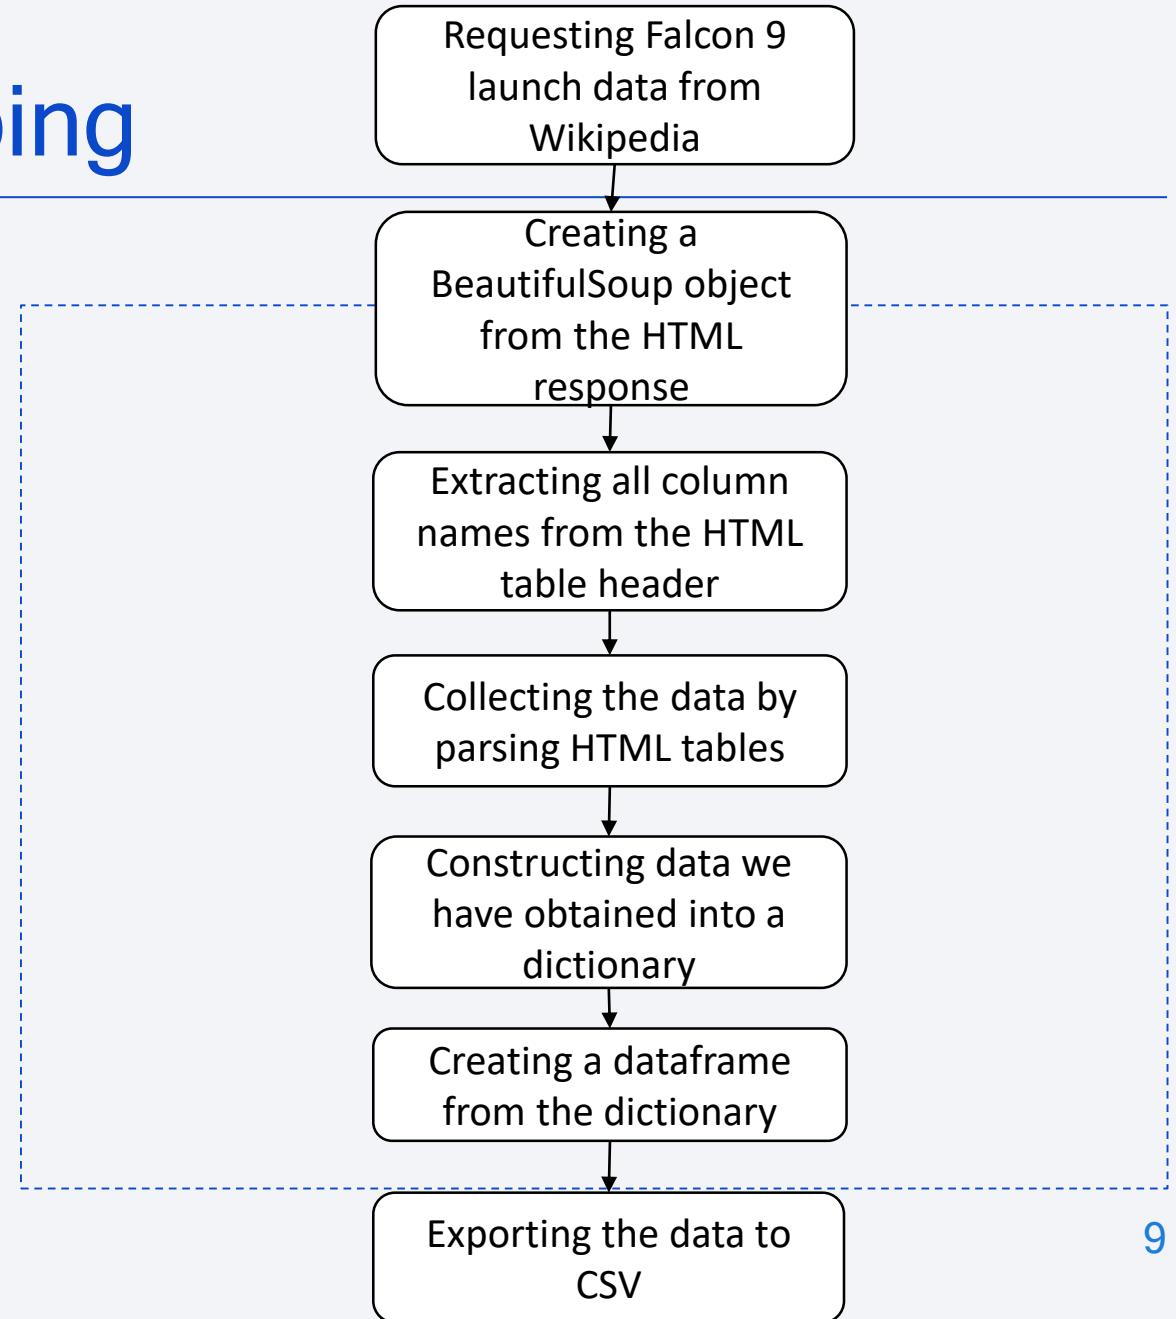 Requesting Falcon 9
launch data from
Wikipedia
ping
Creating a
BeautifulSoup object
from the HTML
response
Extracting all column
names from the HTML
table header
Collecting the data by
parsing HTML tables
Constructing data we
have obtained into a
dictionary
Creating a dataframe
from the dictionary
Exporting the data to
CSV
9